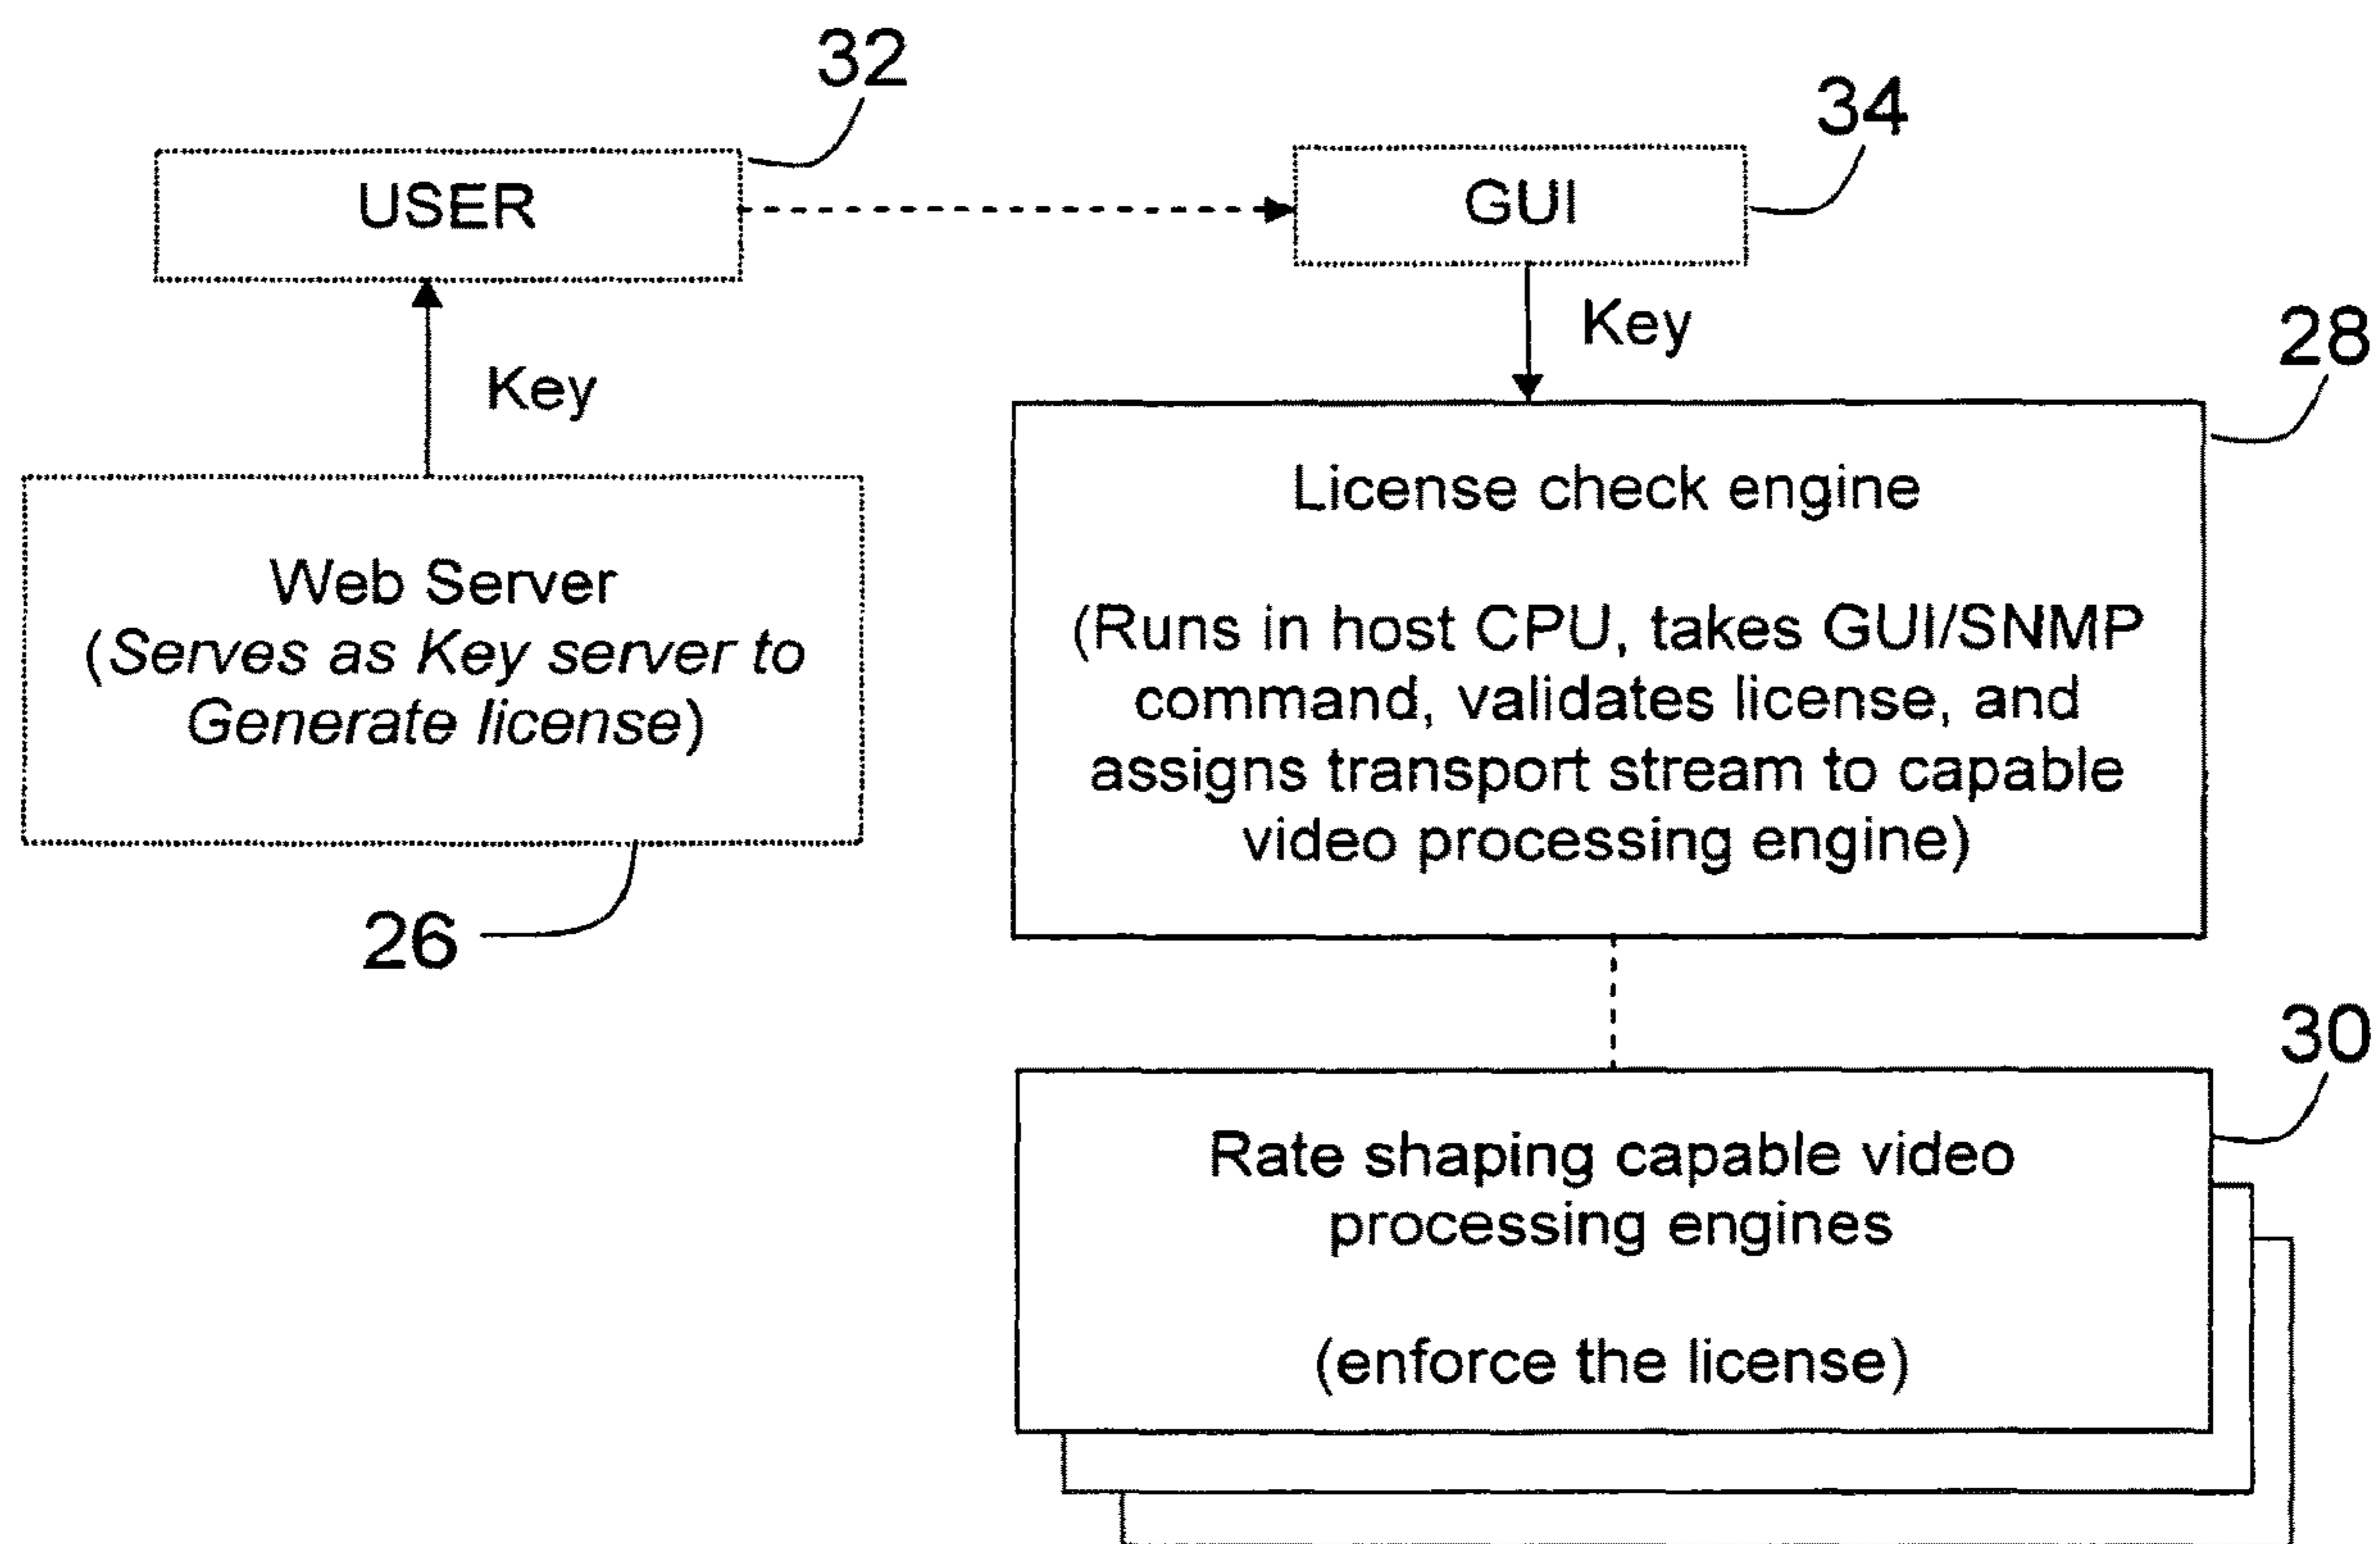 32
34
USER
GUI
Key
28
Key
License check engine
Web Server
(Serves as Key server to
Generate license)
(Runs in host CPU, takes GUI/SNMP
command, validates license, and
assigns transport stream to capable
video processing engine)
26
30
Rate shaping capable video
processing engines
(enforce the license)